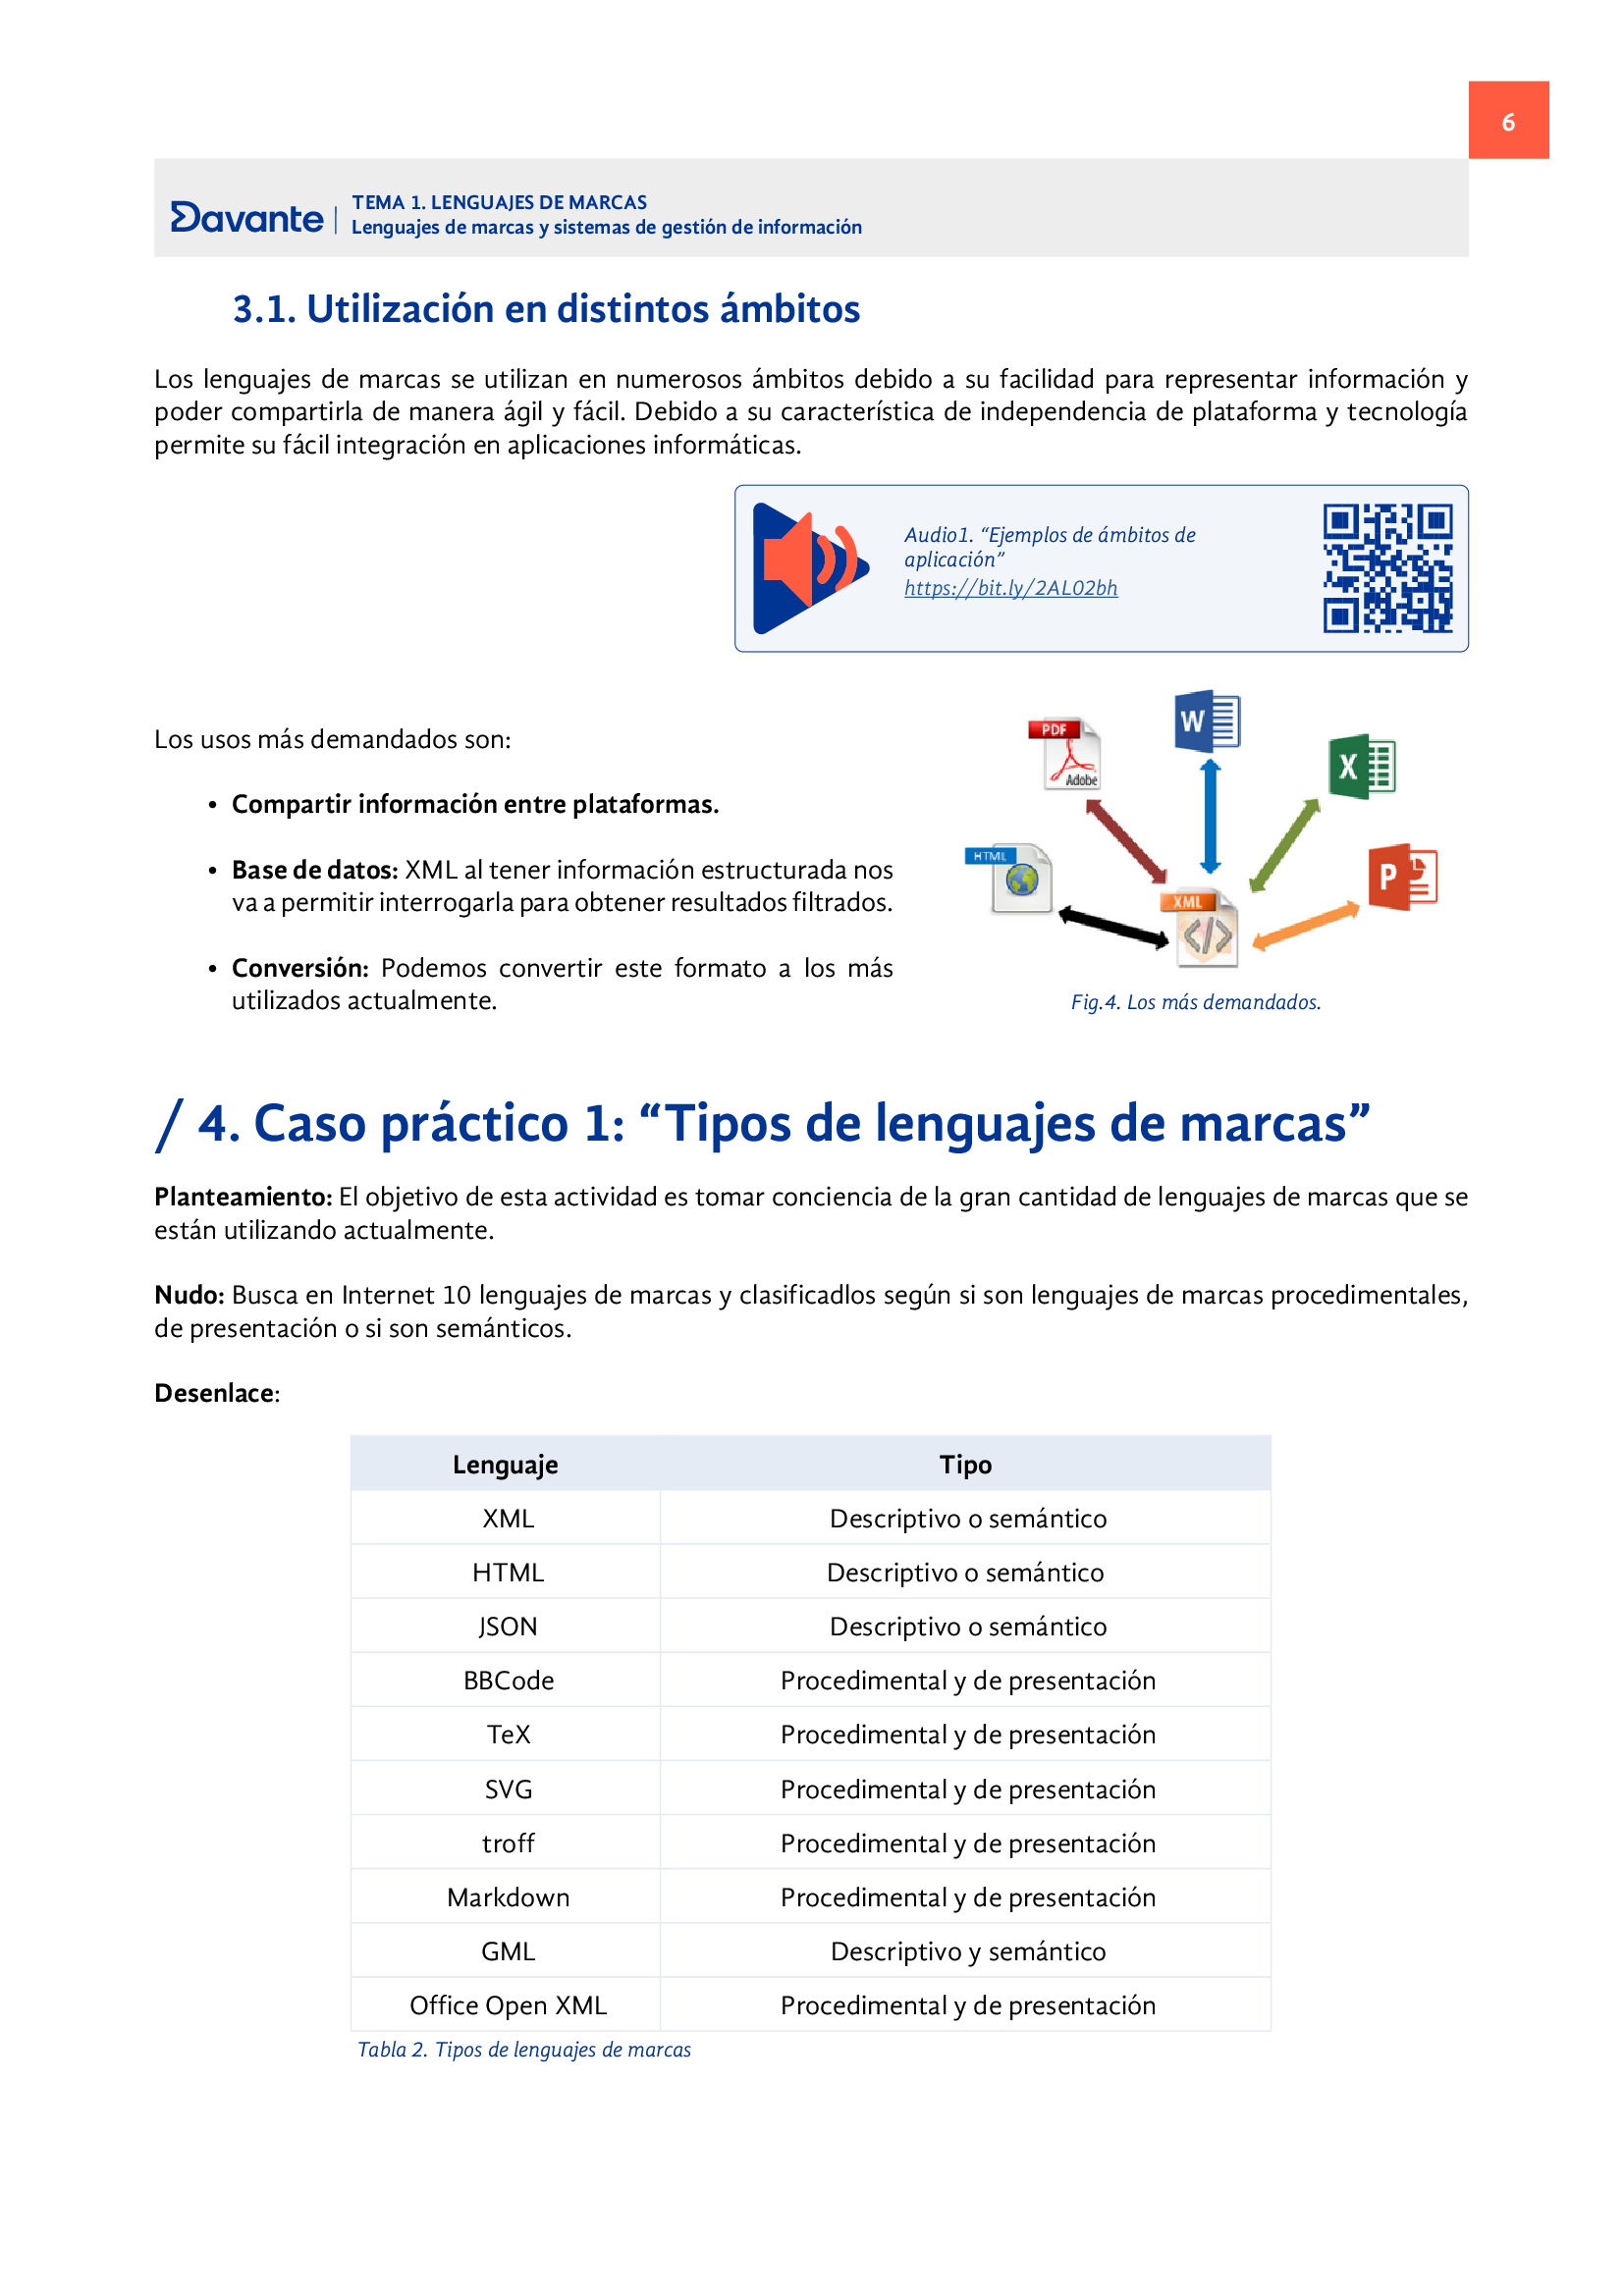 6
Davante
TEMA 1. LENGUAJES DE MARCAS
Lenguajes de marcas y sistemas de gestión de información
3.1. Utilización en distintos ámbitos
Los lenguajes de marcas se utilizan en numerosos ámbitos debido a su facilidad para representar información y
poder compartirla de manera ágil y fácil. Debido a su característica de independencia de plataforma y tecnología
permite su fácil integración en aplicaciones informáticas.
Audio1. “Ejemplos de ámbitos de
aplicación”
https://bit.ly/2AL02bh
Los usos más demandados son:
• Compartir información entre plataformas.
• Base de datos: XML al tener información estructurada nos
va a permitir interrogarla para obtener resultados filtrados.
• Conversión: Podemos convertir este formato a los más
utilizados actualmente.
PDF
Adobe
W
X
HTML
P
XML
</>
Fig.4. Los más demandados.
/ 4. Caso práctico 1: “Tipos de lenguajes de marcas”
Planteamiento: El objetivo de esta actividad es tomar conciencia de la gran cantidad de lenguajes de marcas que se
están utilizando actualmente.
Nudo: Busca en Internet 10 lenguajes de marcas y clasificadlos según si son lenguajes de marcas procedimentales,
de presentación o si son semánticos.
Desenlace:
Lenguaje Tipo
XML Descriptivo o semántico
HTML Descriptivo o semántico
JSON Descriptivo o semántico
BBCode Procedimental y de presentación
TeX Procedimental y de presentación
SVG Procedimental y de presentación
troff Procedimental y de presentación
Markdown Procedimental y de presentación
GML Descriptivo y semántico
Office Open XML Procedimental y de presentación
Tabla 2. Tipos de lenguajes de marcas